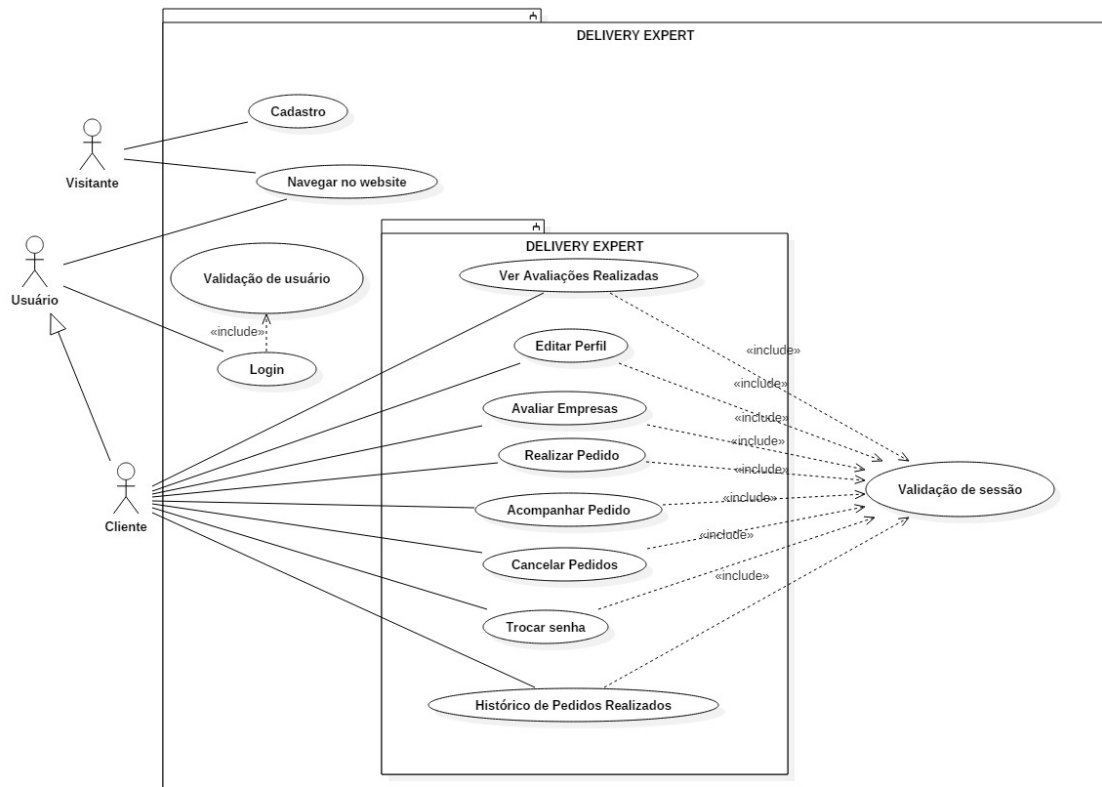 DELIVERY EXPERT
Cadastro
Visitante
Navegar no website
DELIVERY EXPERT
Ver Avaliações Realizadas
Validação de usuário
Usuário
«include»
Login
Editar Perfil
«include»
«include»
Avaliar Empresas
«include»
«include»
Realizar Pedido
«include»
Cliente
Acompanhar Pedido
«include»
Validação de sessão
Cancelar Pedidos
«include»
Trocar senha
«include»
Histórico de Pedidos Realizados